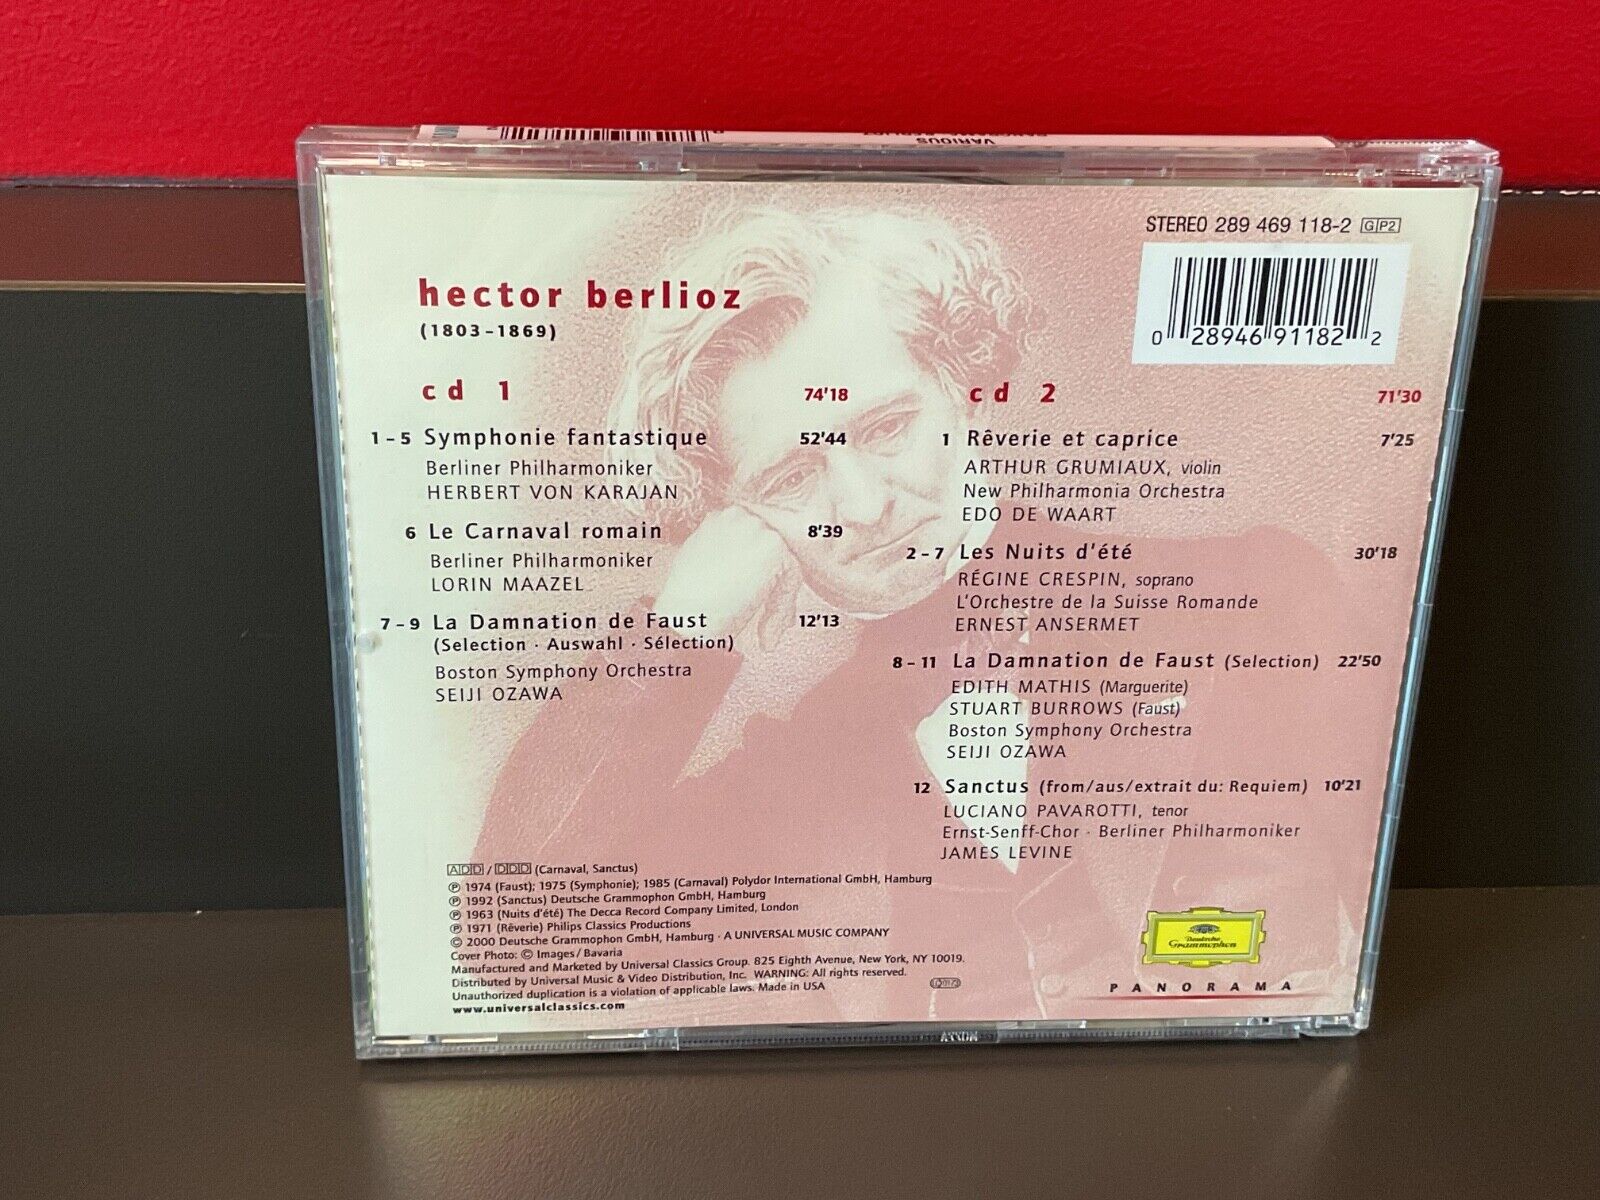 VARIOUS
STEREO 289 469 118-2 GP2
0 28946 91182 2
hector berlioz
(1803–1869)
cd 1 74'18
1–5 Symphonie fantastique 52'44
Berliner Philharmoniker
HERBERT VON KARAJAN
6 Le Carnaval romain 8'39
Berliner Philharmoniker
LORIN MAAZEL
7–9 La Damnation de Faust 12'13
(Selection · Auswahl · Sélection)
Boston Symphony Orchestra
SEIJI OZAWA
cd 2 71'30
1 Rêverie et caprice 7'25
ARTHUR GRUMIAUX, violin
New Philharmonia Orchestra
EDO DE WAART
2–7 Les Nuits d'été 30'18
RÉGINE CRESPIN, soprano
L'Orchestre de la Suisse Romande
ERNEST ANSERMET
8–11 La Damnation de Faust (Selection) 22'50
EDITH MATHIS (Marguerite)
STUART BURROWS (Faust)
Boston Symphony Orchestra
SEIJI OZAWA
12 Sanctus (from/aus/extrait du: Requiem) 10'21
LUCIANO PAVAROTTI, tenor
Ernst-Senff-Chor · Berliner Philharmoniker
JAMES LEVINE
ADD / DDD (Carnaval, Sanctus)
℗ 1974 (Faust); 1975 (Symphonie); 1985 (Carnaval) Polydor International GmbH, Hamburg
℗ 1992 (Sanctus) Deutsche Grammophon GmbH, Hamburg
℗ 1963 (Nuits d'été) The Decca Record Company Limited, London
℗ 1971 (Rêverie) Philips Classics Productions
© 2000 Deutsche Grammophon GmbH, Hamburg · A UNIVERSAL MUSIC COMPANY
Cover Photo: © Images / Bavaria
Manufactured and Marketed by Universal Classics Group. 825 Eighth Avenue, New York, NY 10019.
Distributed by Universal Music & Video Distribution, Inc. WARNING: All rights reserved.
Unauthorized duplication is a violation of applicable laws. Made in USA
www.universalclassics.com
Deutsche
Grammophon
PANORAMA